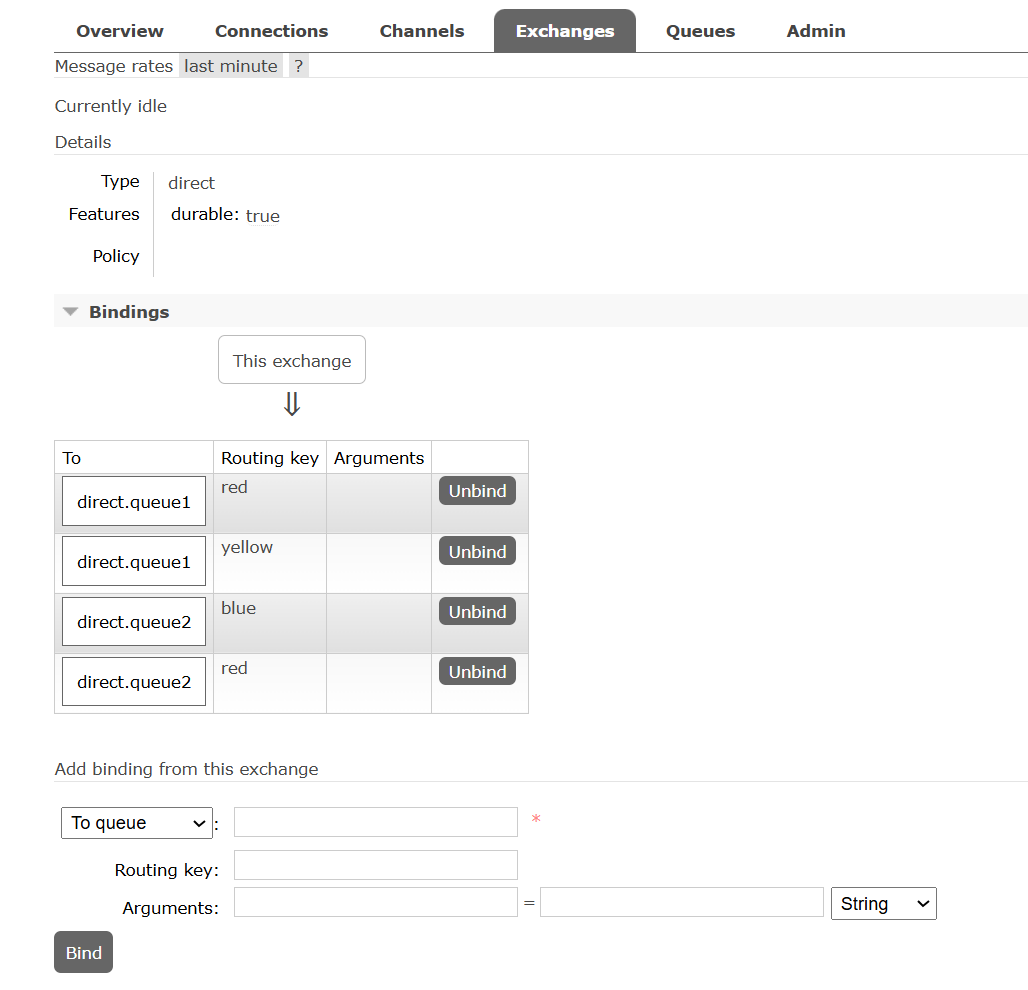 Overview Connections Channels Exchanges Queues Admin
Message rates last minute ?
Currently idle
Details
Type direct
Features durable: true
Policy
Bindings
This exchange
⇓
To Routing key Arguments
direct.queue1 red Unbind
direct.queue1 yellow Unbind
direct.queue2 blue Unbind
direct.queue2 red Unbind
Add binding from this exchange
To queue : *
Routing key:
Arguments: = String
Bind